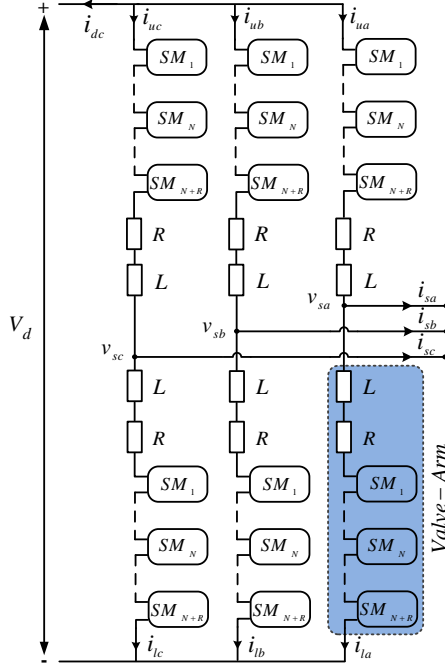 +
i_dc i_uc i_ub i_ua
SM_1 SM_1 SM_1
SM_N SM_N SM_N
SM_N+R SM_N+R SM_N+R
R R R
L L L
v_sa i_sa
V_d v_sb i_sb
v_sc i_sc
L L L
R R R
SM_1 SM_1 SM_1
SM_N SM_N SM_N
SM_N+R SM_N+R SM_N+R
Valve-Arm
- i_lc i_lb i_la